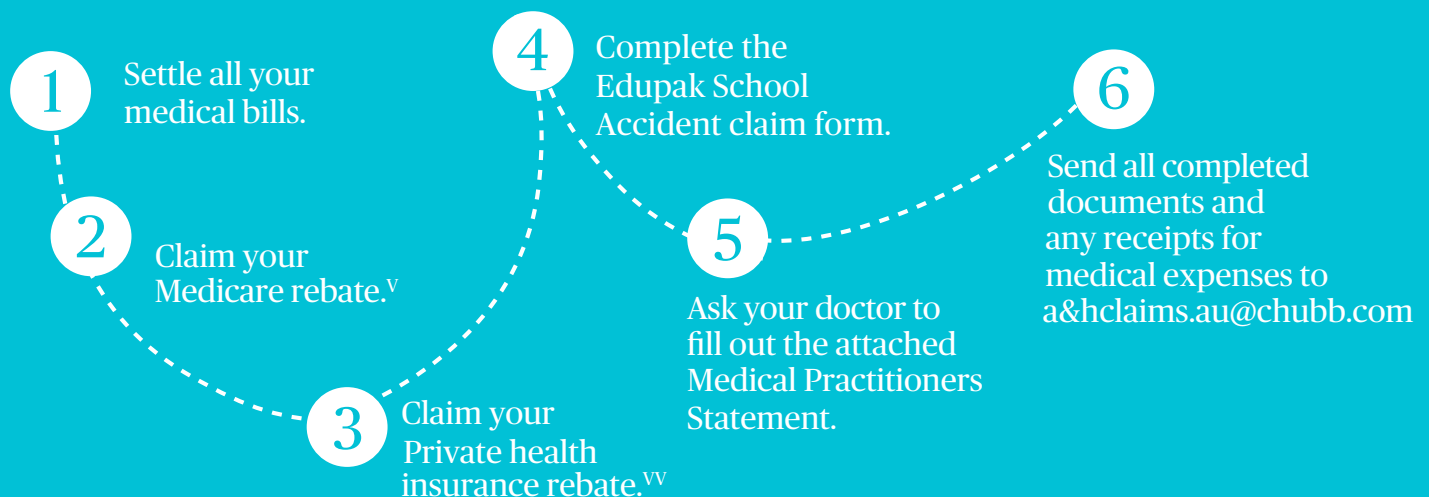 1
Settle all your
medical bills.
2
Claim your
Medicare rebate.V
3
Claim your
Private health
insurance rebate.VV
4
Complete the
Edupak School
Accident claim form.
5
Ask your doctor to
fill out the attached
Medical Practitioners
Statement.
6
Send all completed
documents and
any receipts for
medical expenses to
a&hclaims.au@chubb.com